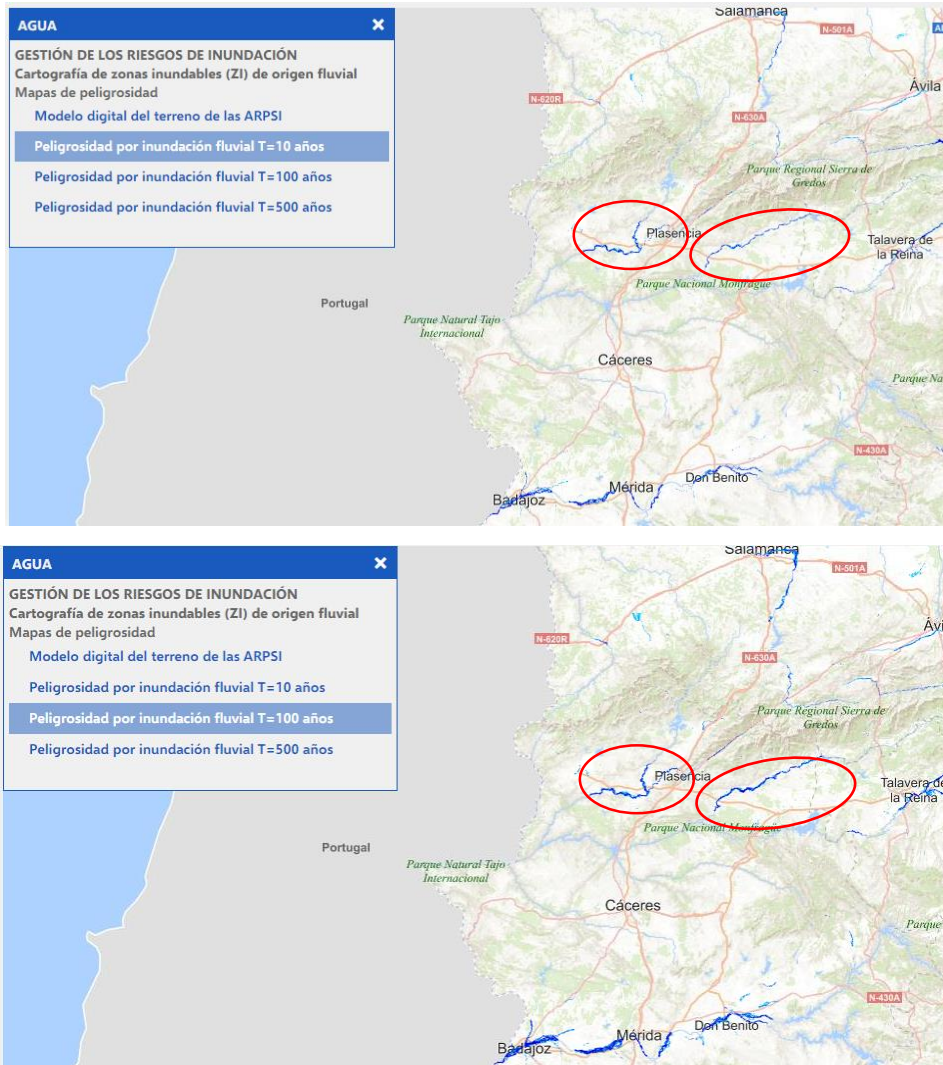 AGUA
GESTIÓN DE LOS RIESGOS DE INUNDACIÓN
Cartografía de zonas inundables (ZI) de origen fluvial
Mapas de peligrosidad
Modelo digital del terreno de las ARPSI
Peligrosidad por inundación fluvial T=10 años
Peligrosidad por inundación fluvial T=100 años
Peligrosidad por inundación fluvial T=500 años
Salamanca
N-501A
Ávila
N-620R
N-630A
Parque Regional Sierra de
Gredos
Plasencia
Talavera de
la Reina
Parque Nacional Monfragüe
Portugal
Parque Natural Tajo
Internacional
Cáceres
Parque Na
N-430A
Don Benito
Mérida
Badajoz
AGUA
GESTIÓN DE LOS RIESGOS DE INUNDACIÓN
Cartografía de zonas inundables (ZI) de origen fluvial
Mapas de peligrosidad
Modelo digital del terreno de las ARPSI
Peligrosidad por inundación fluvial T=10 años
Peligrosidad por inundación fluvial T=100 años
Peligrosidad por inundación fluvial T=500 años
Salamanca
N-501A
Ávi
N-620R
N-630A
Parque Regional Sierra de
Gredos
Plasencia
Talavera de
la Reina
Parque Nacional Monfragüe
Portugal
Parque Natural Tajo
Internacional
Cáceres
Parque
N-430A
Don Benito
Mérida
Badajoz